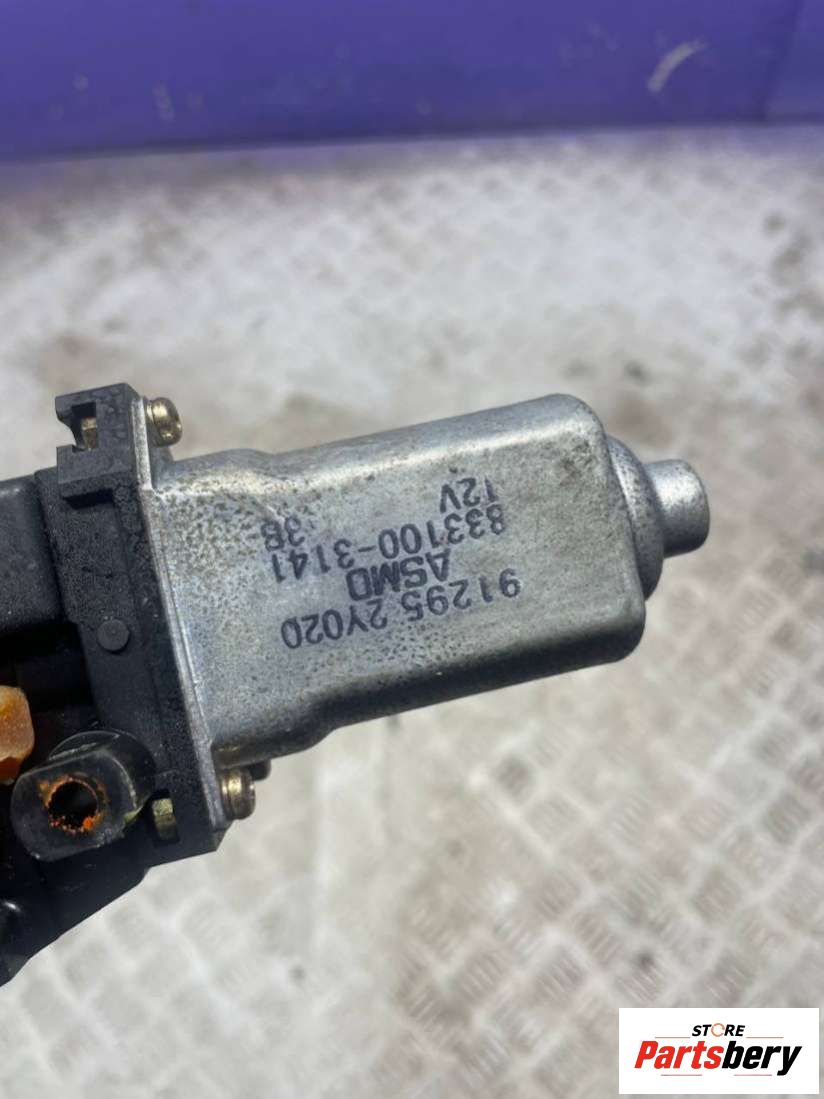 91295 2Y020
ASMO
833100-3141
12V 3B
STORE
Partsbery